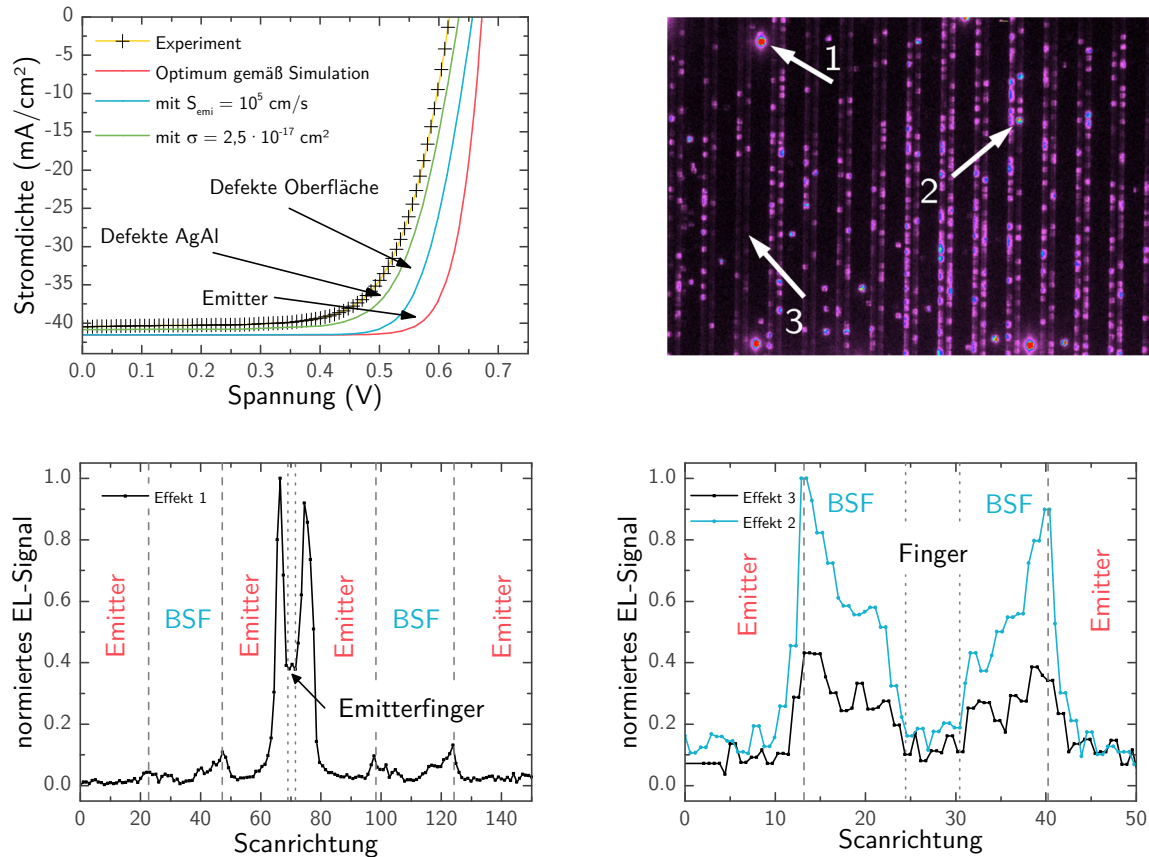 0
-5
-10
-15
-20
-25
-30
-35
-40
Stromdichte (mA/cm²)
Experiment
Optimum gemäß Simulation
mit S_emi = 10⁵ cm/s
mit σ = 2,5 · 10⁻¹⁷ cm²
Defekte Oberfläche
Defekte AgAl
Emitter
0.0 0.1 0.2 0.3 0.4 0.5 0.6 0.7
Spannung (V)
1
2
3
1.0
0.8
0.6
0.4
0.2
0.0
normiertes EL-Signal
Effekt 1
Emitter
BSF
Emitter
Emitter
BSF
Emitter
Emitterfinger
0 20 40 60 80 100 120 140
Scanrichtung
1.0
0.8
0.6
0.4
0.2
0.0
normiertes EL-Signal
Effekt 3
Effekt 2
BSF
BSF
Finger
Emitter
Emitter
0 10 20 30 40 50
Scanrichtung